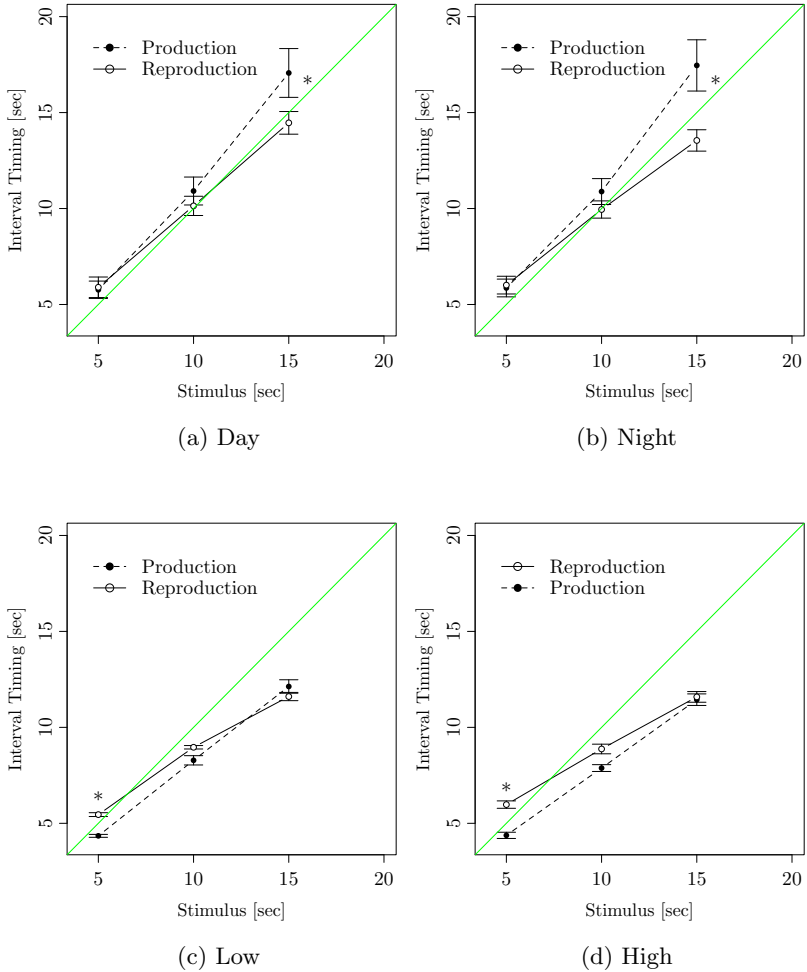 20
15
10
5
Interval Timing [sec]
Production
Reproduction
*
5 10 15 20
Stimulus [sec]
(a) Day
20
15
10
5
Interval Timing [sec]
Production
Reproduction
*
5 10 15 20
Stimulus [sec]
(b) Night
20
15
10
5
Interval Timing [sec]
Production
Reproduction
*
5 10 15 20
Stimulus [sec]
(c) Low
20
15
10
5
Interval Timing [sec]
Reproduction
Production
*
5 10 15 20
Stimulus [sec]
(d) High